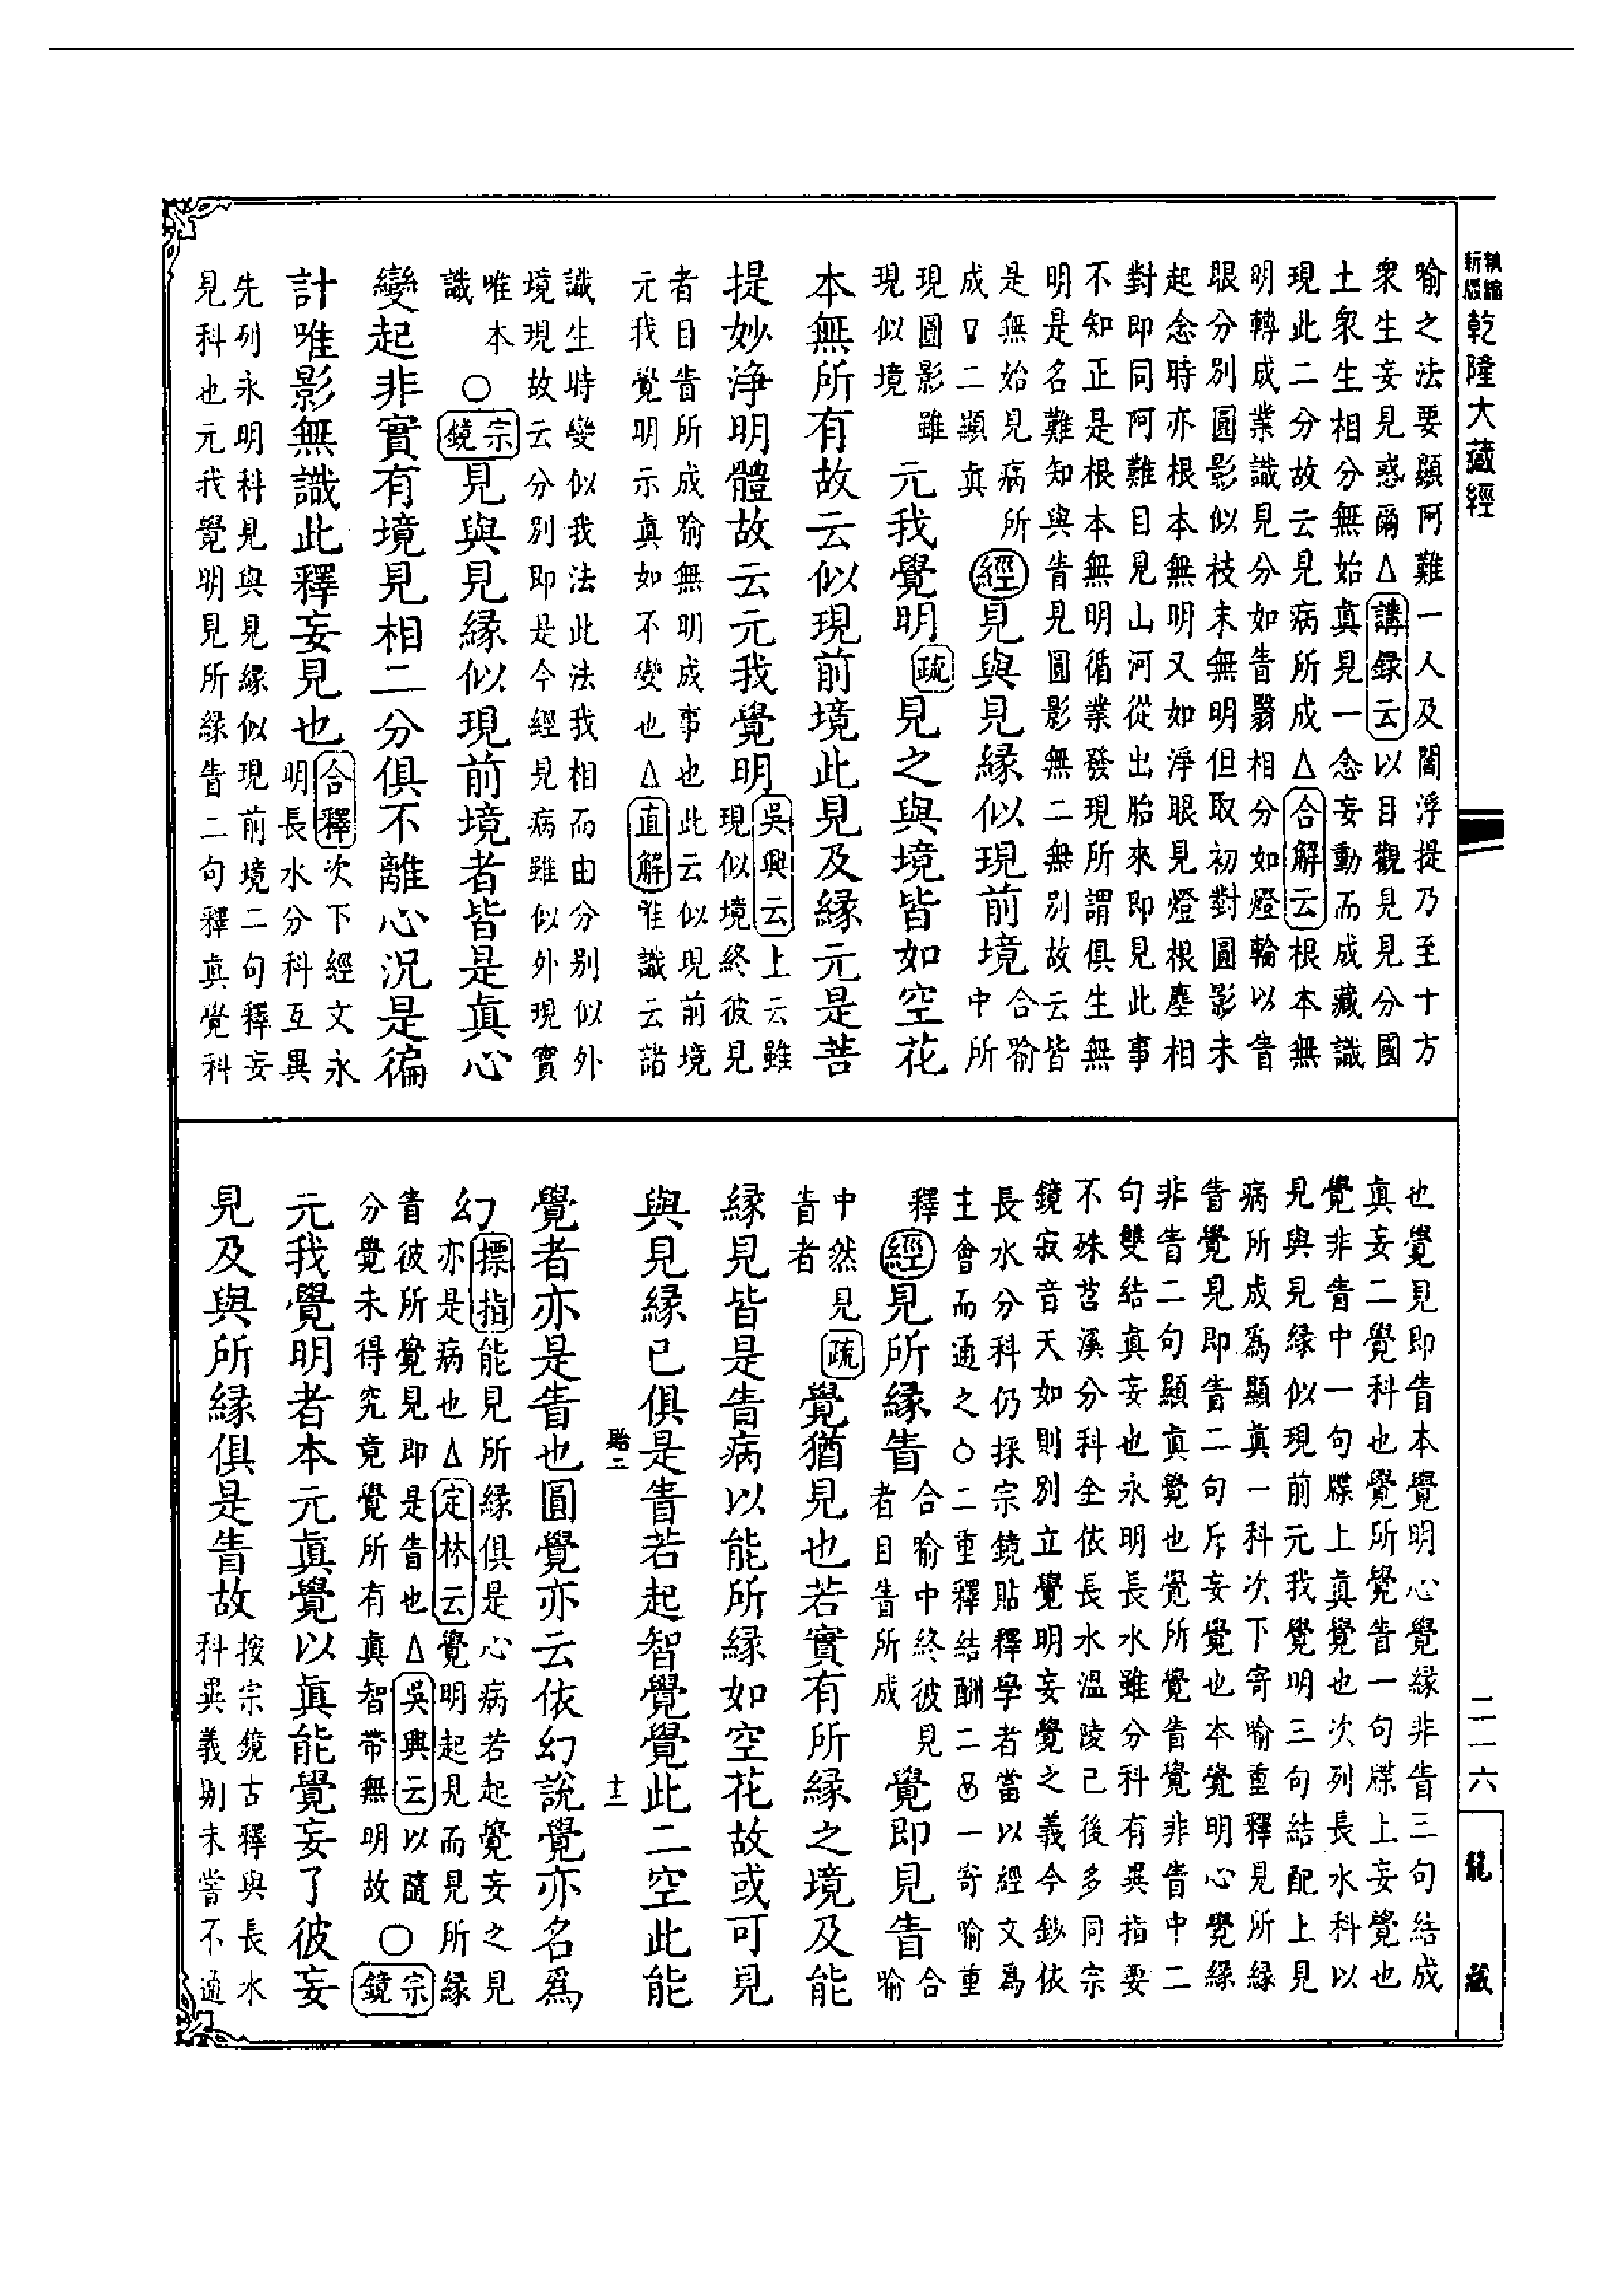 新版精縮乾隆大藏經
喻之法要顯阿難一人及閻浮提乃至十方
衆生妄見惑爾△講録云以目觀見見分國
土衆生相分無始真見一念妄動而成藏識
現此二分故云見病所成△合解云根本無
明轉成業識見分如眚翳相分如燈輪以眚
眼分別圓影似枝末無明但取初對圓影未
起念時亦根本無明又如淨眼見燈根塵相
對即同阿難目見山河從出胎來即見此事
不知正是根本無明循業發現所謂俱生無
明是名難知與眚見圓影無二無別故云皆
是無始見病所
成二顯真
經見與見緣似現前境合喻中所
現圓影雖現似境元我覺明疏見之與境皆如空花
本無所有故云似現前境此見及緣元是菩
提妙淨明體故云元我覺明吳興云上云雖現似境終彼見
者目眚所成喻無明成事也此云似現前境
元我覺明示真如不變也△直解唯識云諸
識生時變似我法此法我相而由分別似外
境現故云分別即是今經見病雖似外現實
唯本識○宗鏡見與見緣似現前境者皆是眞心
變起非實有境見相二分俱不離心況是徧
計唯影無識此釋妄見也合釋次下經文永明長水分科互異
先列永明科見與見緣似現前境二句釋妄
見科也元我覺明見所緣眚二句釋真覺科
也覺見即眚本覺明心覺緣非眚三句結成
真妄二覺科也覺所覺眚一句牒上妄覺也
覺非眚中一句牒上真覺也次列長水科以
見與見緣似現前元我覺明三句結配上見
病所成爲顯真一科次下寄喻重釋見所緣
眚覺見即眚二句斥妄覺也本覺明心覺緣
非眚二句顯真覺也覺所覺眚覺非眚中二
句雙結真妄也永明長水雖分科有異指要
不殊苕溪分科全依長水溫陵已後多同宗
鏡寂音天如則別立覺明妄覺之義今鈔依
長水分科仍採宗鏡貼釋學者當以經文爲
主會而通之○二重釋結酬二一寄喻重
釋經見所緣眚合喻中終彼見者目眚所成覺即見眚合喻
中然見眚者疏覺猶見也若實有所緣之境及能
緣見皆是眚病以能所緣如空花故或可見
與見緣已俱是眚若起智覺覺此二空此能
覺者亦是眚也圓覺亦云依幻說覺亦名爲
幻標指能見所緣俱是心病若起覺妄之見亦是病也△定林云覺明起見而見所緣
眚彼所覺見即是眚也△吳興云以隨分覺未得究竟覺所有真智帶無明故○宗鏡
元我覺明者本元眞覺以眞能覺妄了彼妄
見及與所緣俱是眚故按宗鏡古釋與長水科異義則未嘗不通
二一六
龍藏